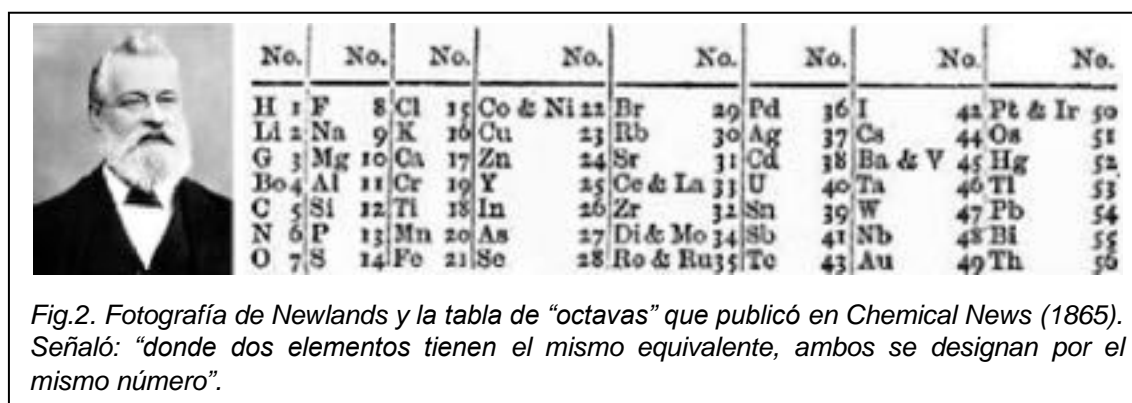 No. No. No. No. No. No. No. No.
H 1 F 8 Cl 15 Co & Ni 22 Br 29 Pd 36 I 42 Pt & Ir 50
Li 2 Na 9 K 16 Cu 23 Rb 30 Ag 37 Cs 44 Os 51
G 3 Mg 10 Ca 17 Zn 24 Sr 31 Cd 38 Ba & V 45 Hg 52
Bo 4 Al 11 Cr 19 Y 25 Ce & La 33 U 40 Ta 46 Tl 53
C 5 Si 12 Ti 18 In 26 Zr 32 Sn 39 W 47 Pb 54
N 6 P 13 Mn 20 As 27 Di & Mo 34 Sb 41 Nb 48 Bi 55
O 7 S 14 Fe 21 Se 28 Ro & Ru 35 Te 43 Au 49 Th 56
Fig.2. Fotografía de Newlands y la tabla de “octavas” que publicó en Chemical News (1865).
Señaló: “donde dos elementos tienen el mismo equivalente, ambos se designan por el
mismo número”.